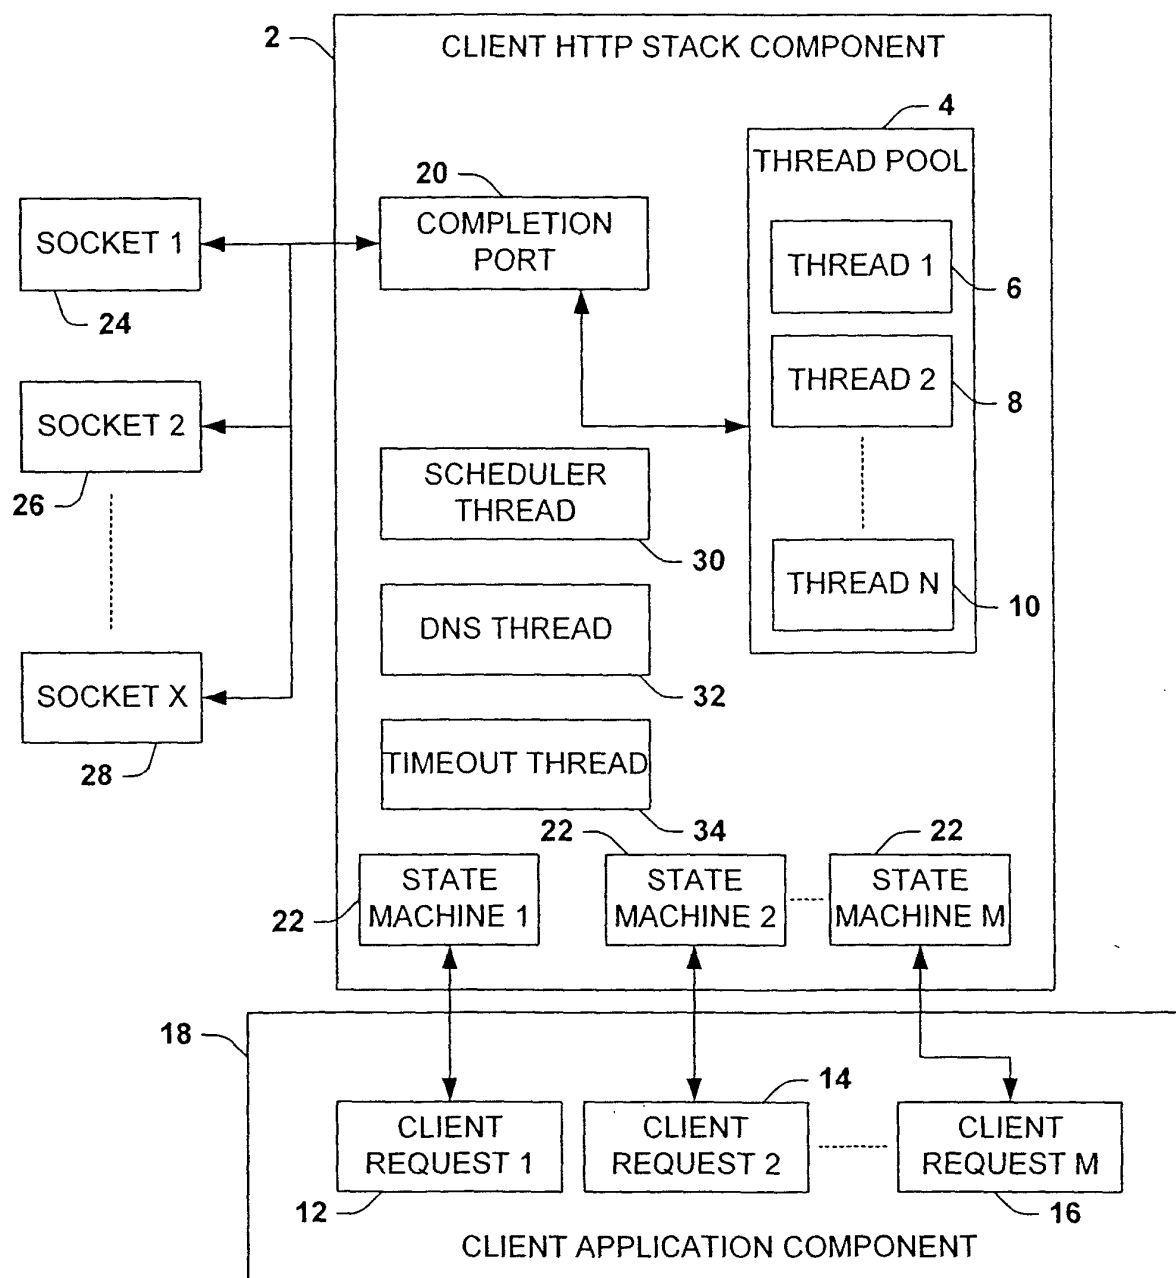 2
CLIENT HTTP STACK COMPONENT
4
THREAD POOL
20
COMPLETION
PORT
SOCKET 1
24
THREAD 1
6
THREAD 2
8
SOCKET 2
26
SCHEDULER
THREAD
30
THREAD N
10
DNS THREAD
32
SOCKET X
28
TIMEOUT THREAD
34
22
STATE
MACHINE 1
22
STATE
MACHINE 2
22
STATE
MACHINE M
18
CLIENT
REQUEST 1
12
14
CLIENT
REQUEST 2
CLIENT
REQUEST M
16
CLIENT APPLICATION COMPONENT